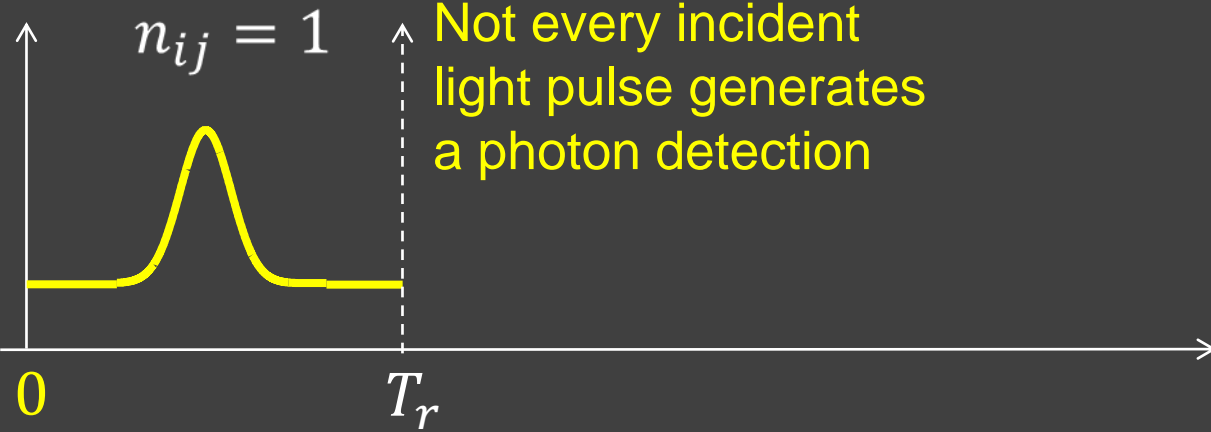 n_{ij} = 1
Not every incident
light pulse generates
a photon detection
0
T_r